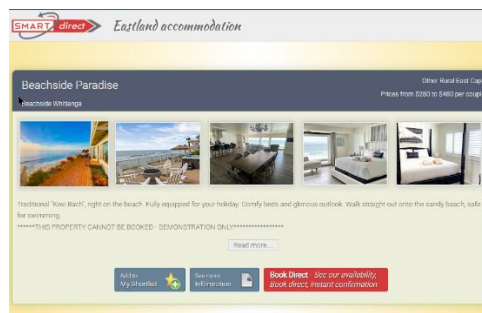 SMART direct
Eastland accommodation
Beachside Paradise
Other Rural East Cap
Beachside Whitianga
Prices from $280 to $480 per coupl
Traditional "Kiwi Bach", right on the beach. Fully equipped for your holiday. Comfy beds and glorious outlook. Walk straight out onto the sandy beach, safe
for swimming.
******THIS PROPERTY CANNOT BE BOOKED - DEMONSTRATION ONLY*****************
Read more...
Add to
My Shortlist
See more
Information
Book Direct - See our availability,
Book direct, instant confirmation